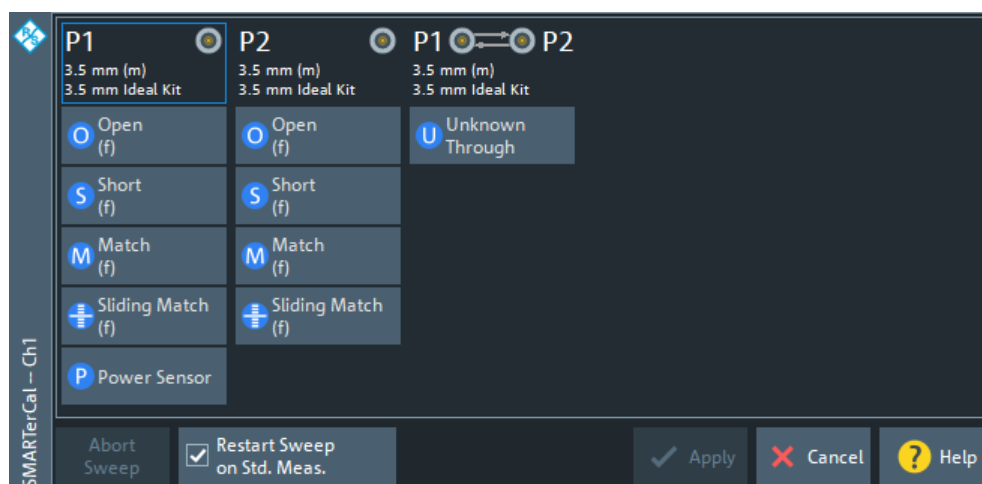 P1
3.5 mm (m)
3.5 mm Ideal Kit
O Open
(f)
S Short
(f)
M Match
(f)
Sliding Match
(f)
P Power Sensor
P2
3.5 mm (m)
3.5 mm Ideal Kit
O Open
(f)
S Short
(f)
M Match
(f)
Sliding Match
(f)
P1 P2
3.5 mm (m)
3.5 mm Ideal Kit
U Unknown
Through
R&S
SMARTerCal – Ch1
Abort
Sweep
Restart Sweep
on Std. Meas.
Apply
Cancel
? Help